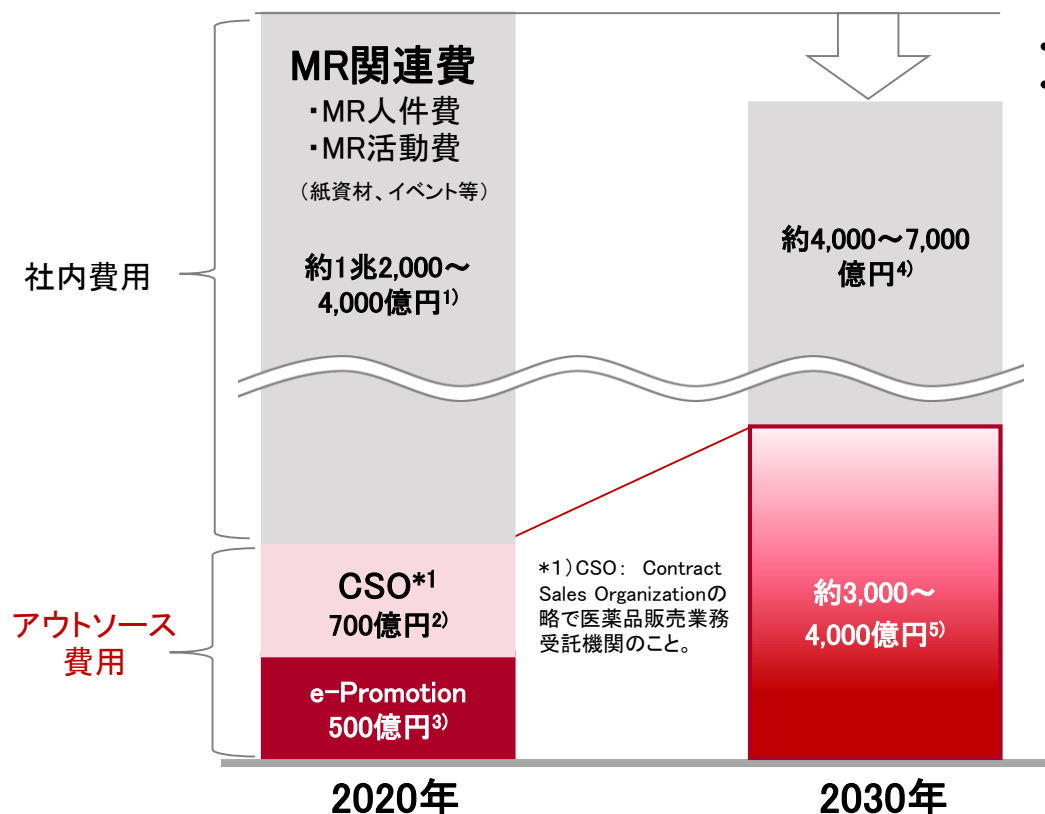 社内費用
MR関連費
・MR人件費
・MR活動費
（紙資材、イベント等）
約1兆2,000～
4,000億円1)
約4,000～7,000
億円4)
アウトソース
費用
CSO*1
700億円2)
e-Promotion
500億円3)
*1）CSO： Contract
Sales Organizationの
略で医薬品販売業務
受託機関のこと。
約3,000～
4,000億円5)
2020年
2030年